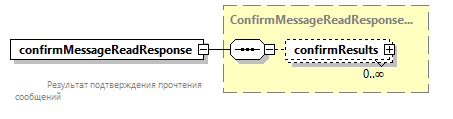 ConfirmMessageReadResponse...
confirmMessageReadResponse
confirmResults
0..∞
Результат подтверждения прочтения
сообщений